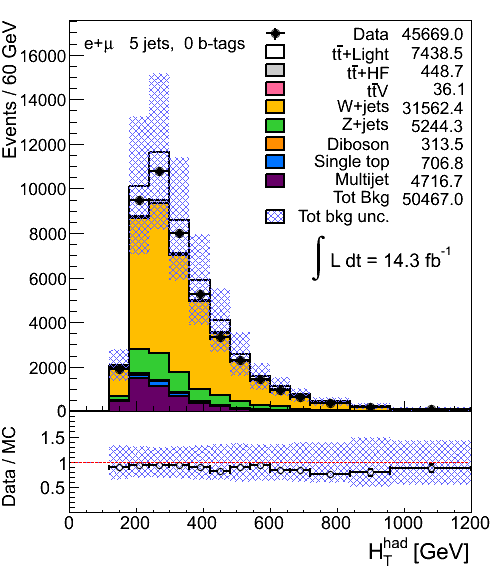 Events / 60 GeV
16000
14000
12000
10000
8000
6000
4000
2000
0
e+μ 5 jets, 0 b-tags
Data 45669.0
tt̄+Light 7438.5
tt̄+HF 448.7
tt̄V 36.1
W+jets 31562.4
Z+jets 5244.3
Diboson 313.5
Single top 706.8
Multijet 4716.7
Tot Bkg 50467.0
Tot bkg unc.
∫ L dt = 14.3 fb⁻¹
Data / MC
1.5
1
0.5
0 200 400 600 800 1000 1200
H_T^had [GeV]